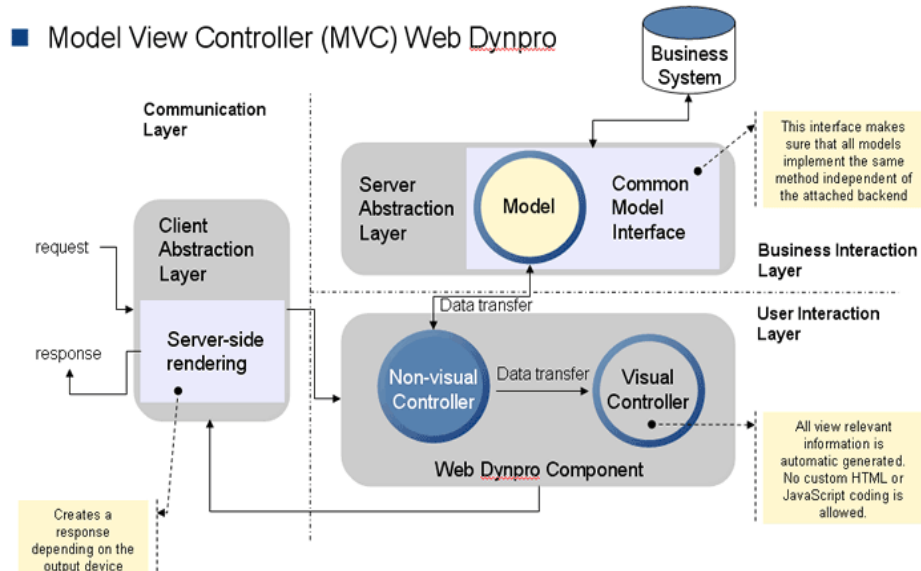 Model View Controller (MVC) Web Dynpro
Business
System
Communication
Layer
This interface makes
sure that all models
implement the same
method independent of
the attached backend
Server
Abstraction
Layer
Model
Common
Model
Interface
Business Interaction
Layer
Client
Abstraction
Layer
request
Server-side
rendering
response
Data transfer
User Interaction
Layer
Non-visual
Controller
Data transfer
Visual
Controller
Web Dynpro Component
All view relevant
information is
automatic generated.
No custom HTML or
JavaScript coding is
allowed.
Creates a
response
depending on the
output device